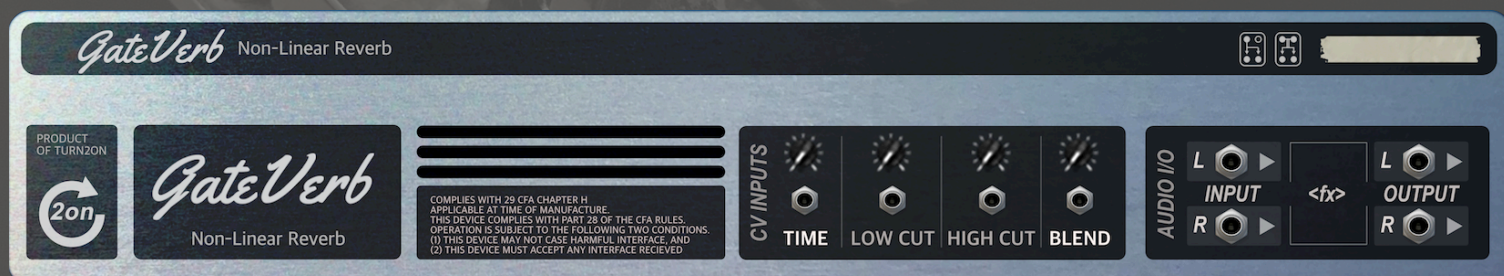 GateVerb Non-Linear Reverb
PRODUCT
OF TURN2ON
2on
GateVerb
Non-Linear Reverb
COMPLIES WITH 29 CFA CHAPTER H
APPLICABLE AT TIME OF MANUFACTURE.
THIS DEVICE COMPLIES WITH PART 28 OF THE CFA RULES.
OPERATION IS SUBJECT TO THE FOLLOWING TWO CONDITIONS.
(1) THIS DEVICE MAY NOT CASE HARMFUL INTERFACE, AND
(2) THIS DEVICE MUST ACCEPT ANY INTERFACE RECIEVED
CV INPUTS
TIME
LOW CUT
HIGH CUT
BLEND
AUDIO I/O
L
INPUT
R
<fx>
L
OUTPUT
R